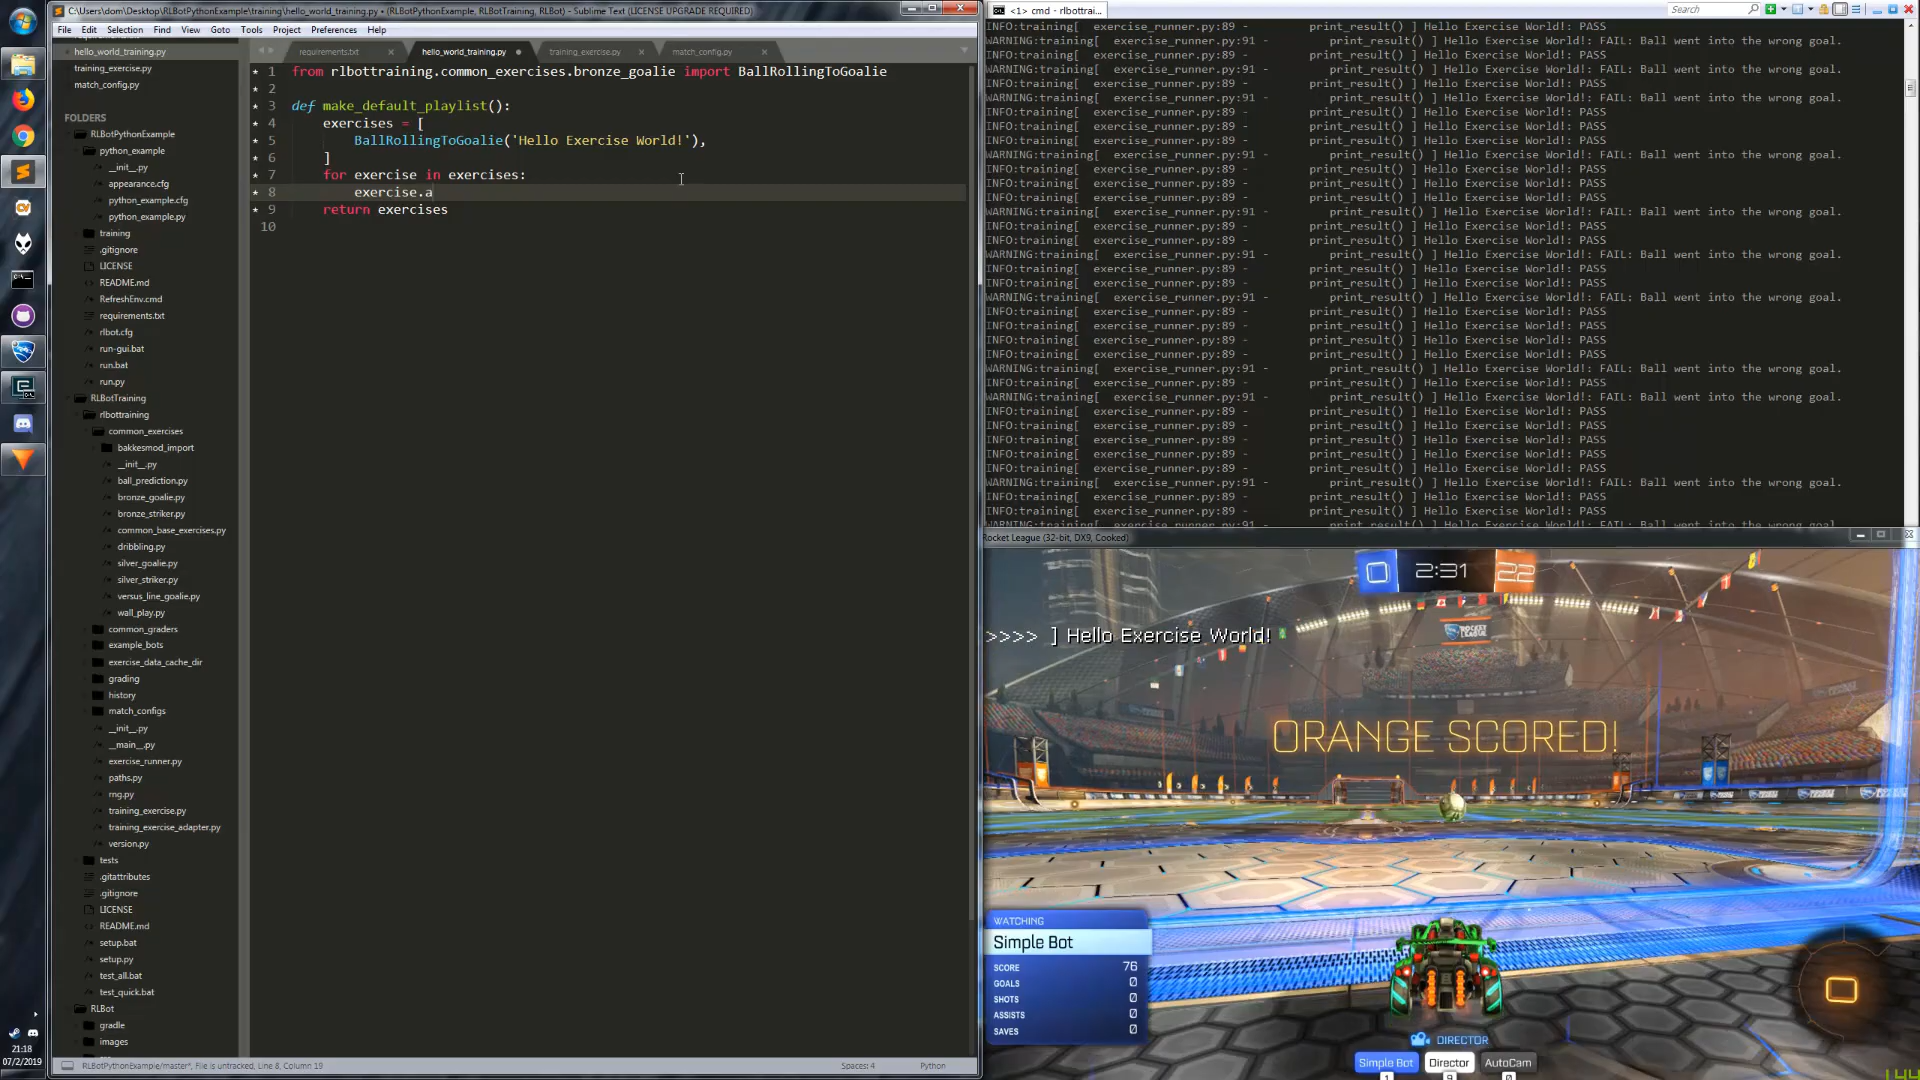 C:\Users\dom\Desktop\RLBotPythonExample\training\hello_world_training.py • (RLBotPythonExample, RLBotTraining, RLBot) - Sublime Text (LICENSE UPGRADE REQUIRED)
File Edit Selection Find View Goto Tools Project Preferences Help
hello_world_training.py
training_exercise.py
match_config.py
FOLDERS
RLBotPythonExample
python_example
__init__.py
appearance.cfg
python_example.cfg
python_example.py
training
.gitignore
LICENSE
README.md
RefreshEnv.cmd
requirements.txt
rlbot.cfg
run-gui.bat
run.bat
run.py
RLBotTraining
rlbottraining
common_exercises
bakkesmod_import
__init__.py
ball_prediction.py
bronze_goalie.py
bronze_striker.py
common_base_exercises.py
dribbling.py
silver_goalie.py
silver_striker.py
versus_line_goalie.py
wall_play.py
common_graders
example_bots
exercise_data_cache_dir
grading
history
match_configs
__init__.py
__main__.py
exercise_runner.py
paths.py
rng.py
training_exercise.py
training_exercise_adapter.py
version.py
tests
.gitattributes
.gitignore
LICENSE
README.md
setup.bat
setup.py
test_all.bat
test_quick.bat
RLBot
gradle
images
21:18
07/2/2019
requirements.txt hello_world_training.py training_exercise.py match_config.py
1 from rlbottraining.common_exercises.bronze_goalie import BallRollingToGoalie
2
3 def make_default_playlist():
4 exercises = [
5 BallRollingToGoalie('Hello Exercise World!'),
6 ]
7 for exercise in exercises:
8 exercise.a
9 return exercises
10
RLBotPythonExample/master*, File is untracked, Line 8, Column 19 Spaces: 4 Python
<1> cmd - rlbottrai... Search
INFO:training[ exercise_runner.py:89 - print_result() ] Hello Exercise World!: PASS
WARNING:training[ exercise_runner.py:91 - print_result() ] Hello Exercise World!: FAIL: Ball went into the wrong goal.
INFO:training[ exercise_runner.py:89 - print_result() ] Hello Exercise World!: PASS
WARNING:training[ exercise_runner.py:91 - print_result() ] Hello Exercise World!: FAIL: Ball went into the wrong goal.
INFO:training[ exercise_runner.py:89 - print_result() ] Hello Exercise World!: PASS
WARNING:training[ exercise_runner.py:91 - print_result() ] Hello Exercise World!: FAIL: Ball went into the wrong goal.
INFO:training[ exercise_runner.py:89 - print_result() ] Hello Exercise World!: PASS
INFO:training[ exercise_runner.py:89 - print_result() ] Hello Exercise World!: PASS
INFO:training[ exercise_runner.py:89 - print_result() ] Hello Exercise World!: PASS
WARNING:training[ exercise_runner.py:91 - print_result() ] Hello Exercise World!: FAIL: Ball went into the wrong goal.
INFO:training[ exercise_runner.py:89 - print_result() ] Hello Exercise World!: PASS
INFO:training[ exercise_runner.py:89 - print_result() ] Hello Exercise World!: PASS
INFO:training[ exercise_runner.py:89 - print_result() ] Hello Exercise World!: PASS
WARNING:training[ exercise_runner.py:91 - print_result() ] Hello Exercise World!: FAIL: Ball went into the wrong goal.
INFO:training[ exercise_runner.py:89 - print_result() ] Hello Exercise World!: PASS
INFO:training[ exercise_runner.py:89 - print_result() ] Hello Exercise World!: PASS
WARNING:training[ exercise_runner.py:91 - print_result() ] Hello Exercise World!: FAIL: Ball went into the wrong goal.
INFO:training[ exercise_runner.py:89 - print_result() ] Hello Exercise World!: PASS
INFO:training[ exercise_runner.py:89 - print_result() ] Hello Exercise World!: PASS
WARNING:training[ exercise_runner.py:91 - print_result() ] Hello Exercise World!: FAIL: Ball went into the wrong goal.
INFO:training[ exercise_runner.py:89 - print_result() ] Hello Exercise World!: PASS
INFO:training[ exercise_runner.py:89 - print_result() ] Hello Exercise World!: PASS
INFO:training[ exercise_runner.py:89 - print_result() ] Hello Exercise World!: PASS
INFO:training[ exercise_runner.py:89 - print_result() ] Hello Exercise World!: PASS
WARNING:training[ exercise_runner.py:91 - print_result() ] Hello Exercise World!: FAIL: Ball went into the wrong goal.
INFO:training[ exercise_runner.py:89 - print_result() ] Hello Exercise World!: PASS
WARNING:training[ exercise_runner.py:91 - print_result() ] Hello Exercise World!: FAIL: Ball went into the wrong goal.
INFO:training[ exercise_runner.py:89 - print_result() ] Hello Exercise World!: PASS
INFO:training[ exercise_runner.py:89 - print_result() ] Hello Exercise World!: PASS
INFO:training[ exercise_runner.py:89 - print_result() ] Hello Exercise World!: PASS
INFO:training[ exercise_runner.py:89 - print_result() ] Hello Exercise World!: PASS
INFO:training[ exercise_runner.py:89 - print_result() ] Hello Exercise World!: PASS
WARNING:training[ exercise_runner.py:91 - print_result() ] Hello Exercise World!: FAIL: Ball went into the wrong goal.
INFO:training[ exercise_runner.py:89 - print_result() ] Hello Exercise World!: PASS
INFO:training[ exercise_runner.py:89 - print_result() ] Hello Exercise World!: PASS
WARNING:training[ exercise_runner.py:91 - print_result() ] Hello Exercise World!: FAIL: Ball went into the wrong goal.
Rocket League (32-bit, DX9, Cooked)
0 2:31 22
>>>> ] Hello Exercise World!
ROCKET LEAGUE
ORANGE SCORED!
WATCHING
Simple Bot
SCORE 76
GOALS 0
SHOTS 0
ASSISTS 0
SAVES 0
DIRECTOR
Simple Bot Director AutoCam
1 9 0
144